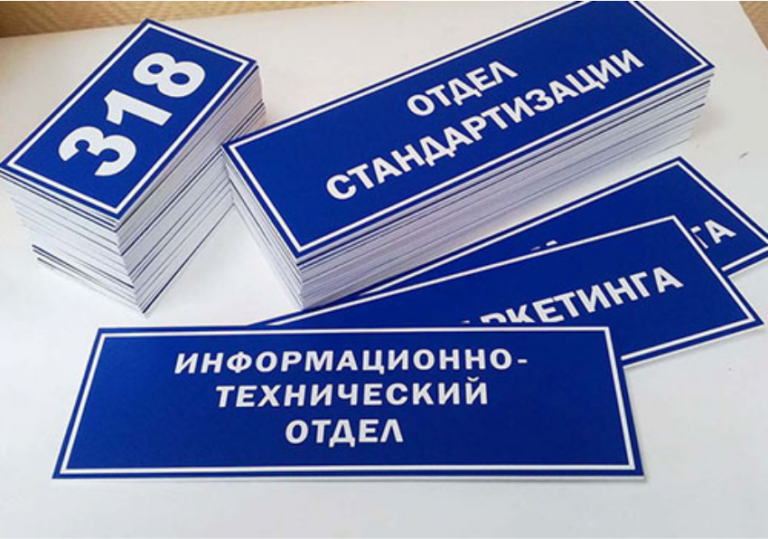 318
ОТДЕЛ
СТАНДАРТИЗАЦИИ
ИНФОРМАЦИОННО-
ТЕХНИЧЕСКИЙ
ОТДЕЛ